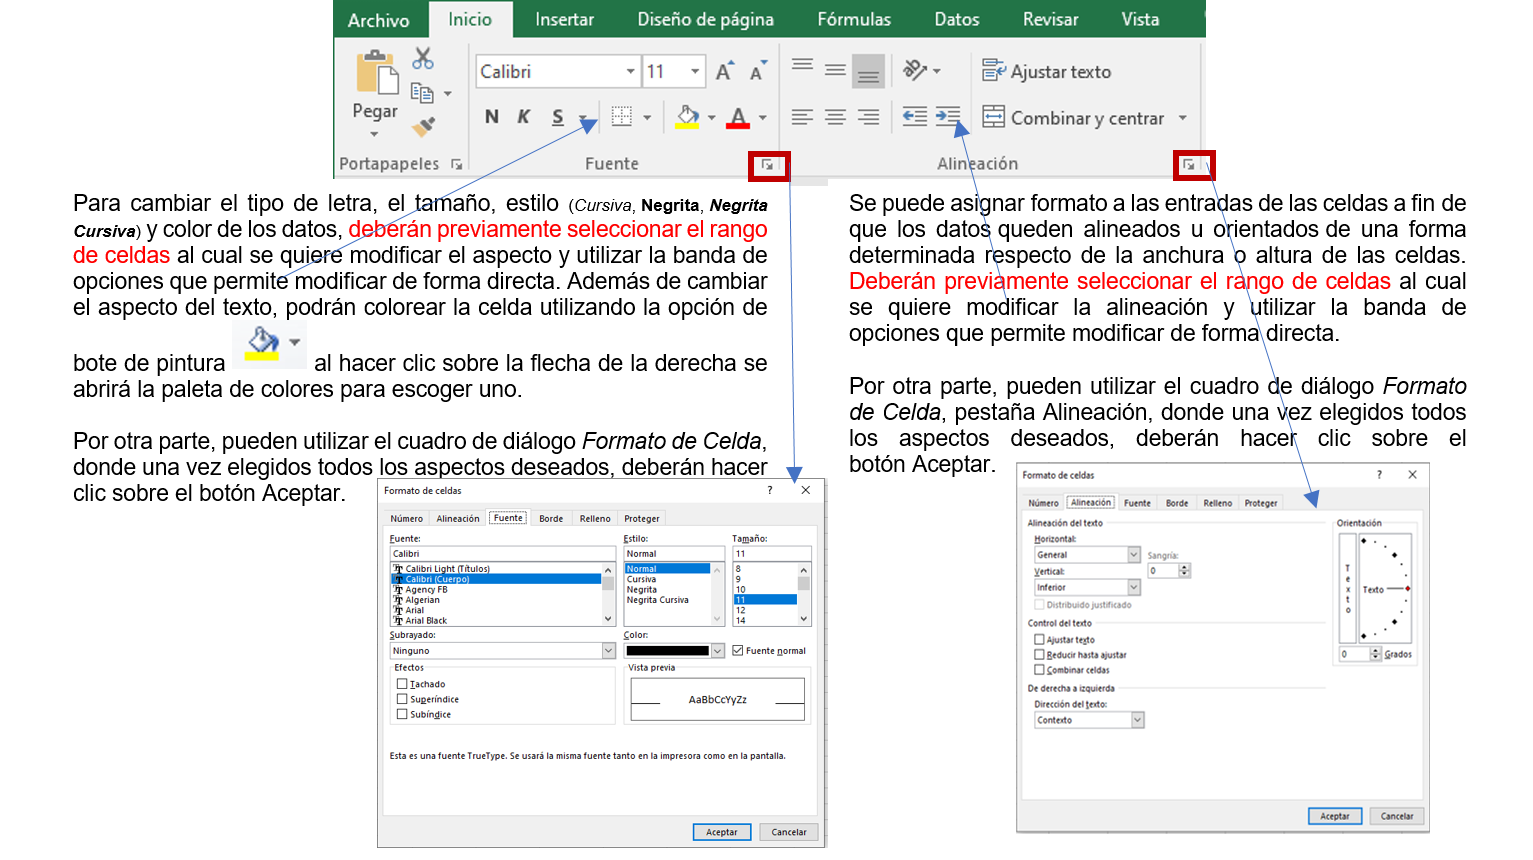 Archivo Inicio Insertar Diseño de página Fórmulas Datos Revisar Vista
Calibri 11 A A Ajustar texto
Pegar N K S A Combinar y centrar
Portapapeles Fuente Alineación
Para cambiar el tipo de letra, el tamaño, estilo (Cursiva, Negrita, Negrita
Cursiva) y color de los datos, deberán previamente seleccionar el rango
de celdas al cual se quiere modificar el aspecto y utilizar la banda de
opciones que permite modificar de forma directa. Además de cambiar
el aspecto del texto, podrán colorear la celda utilizando la opción de
bote de pintura al hacer clic sobre la flecha de la derecha se
abrirá la paleta de colores para escoger uno.
Por otra parte, pueden utilizar el cuadro de diálogo Formato de Celda,
donde una vez elegidos todos los aspectos deseados, deberán hacer
clic sobre el botón Aceptar.
Formato de celdas ?
Número Alineación Fuente Borde Relleno Proteger
Fuente: Estilo: Tamaño:
Calibri Normal 11
Calibri Light (Títulos) Normal 8
Calibri (Cuerpo) Cursiva 9
Agency FB Negrita 10
Algerian Negrita Cursiva 11
Arial 12
Arial Black 14
Subrayado: Color:
Ninguno Fuente normal
Efectos Vista previa
Tachado
Superíndice AaBbCcYyZz
Subíndice
Esta es una fuente TrueType. Se usará la misma fuente tanto en la impresora como en la pantalla.
Aceptar Cancelar
Se puede asignar formato a las entradas de las celdas a fin de
que los datos queden alineados u orientados de una forma
determinada respecto de la anchura o altura de las celdas.
Deberán previamente seleccionar el rango de celdas al cual
se quiere modificar la alineación y utilizar la banda de
opciones que permite modificar de forma directa.
Por otra parte, pueden utilizar el cuadro de diálogo Formato
de Celda, pestaña Alineación, donde una vez elegidos todos
los aspectos deseados, deberán hacer clic sobre el
botón Aceptar.
Formato de celdas ?
Número Alineación Fuente Borde Relleno Proteger
Alineación del texto Orientación
Horizontal:
General Sangría:
Vertical: 0
Inferior Texto Texto
Distribuido justificado
Control del texto
Ajustar texto
Reducir hasta ajustar 0 Grados
Combinar celdas
De derecha a izquierda
Dirección del texto:
Contexto
Aceptar Cancelar